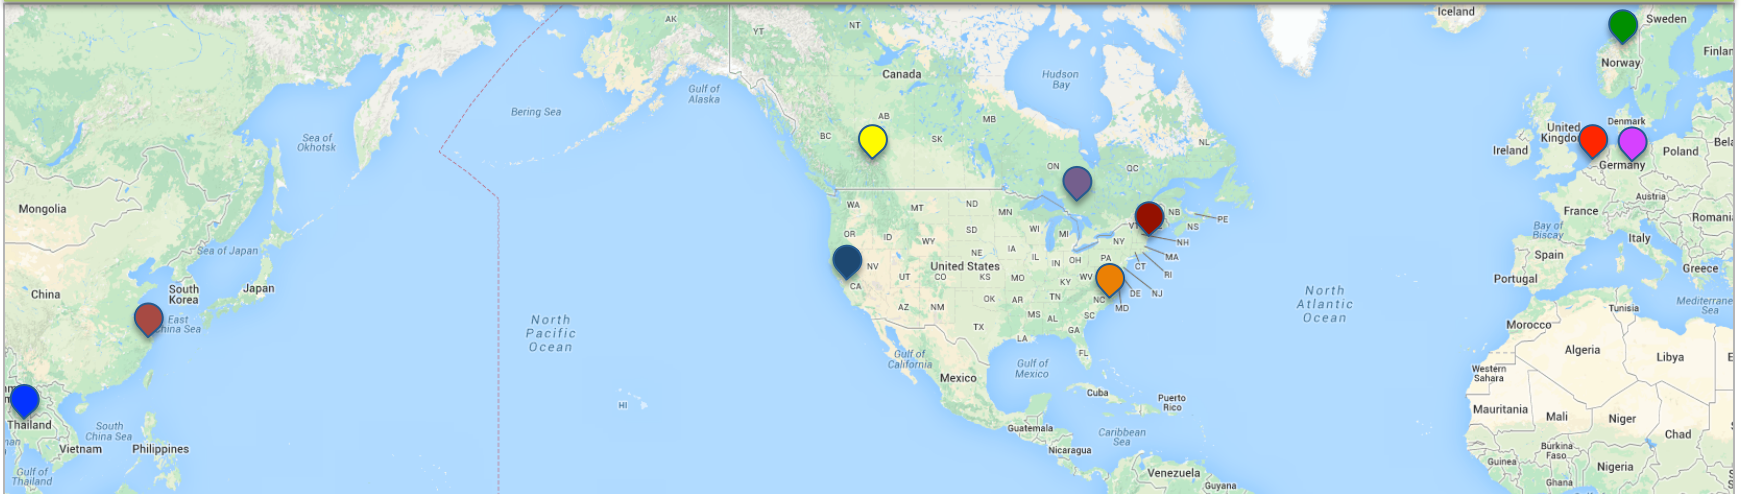 Iceland
Sweden
AK
YT
NT
Finlan
Norway
Canada
Hudson
Bay
Gulf of
Alaska
Bering Sea
AB
MB
Denmark
United
Kingdo
BC
SK
Sea of
Okhotsk
NL
Ireland
Poland
Bela
ON
QC
Germany
Austria
Mongolia
WA
MT
ND
MN
NB
PE
France
Romani
NS
Sea of Japan
OR
ID
SD
WI
MI
VT
NY
NH
Bay of
Biscay
Italy
WY
IA
NE
MA
Spain
China
South
Korea
Japan
NV
UT
CO
United States
KS
MO
IL
IN
OH
PA
WV
KY
CT
RI
Portugal
Greece
CA
AZ
NM
OK
AR
TN
NC
DE
NJ
MD
North
Atlantic
Ocean
Mediterrane
Sea
Tunisia
East
China Sea
North
Pacific
Ocean
TX
MS
AL
SC
GA
LA
Morocco
FL
Algeria
Libya
E
Gulf of
California
Gulf of
Mexico
Western
Sahara
Mexico
Cuba
Puerto
Rico
HI
Mauritania
Mali
Niger
Chad
Thailand
South
China Sea
Guatemala
Caribbean
Sea
Vietnam
Philippines
Nicaragua
Burkina
Faso
Guinea
Ghana
Nigeria
Gulf of
Thailand
Venezuela
Guyana